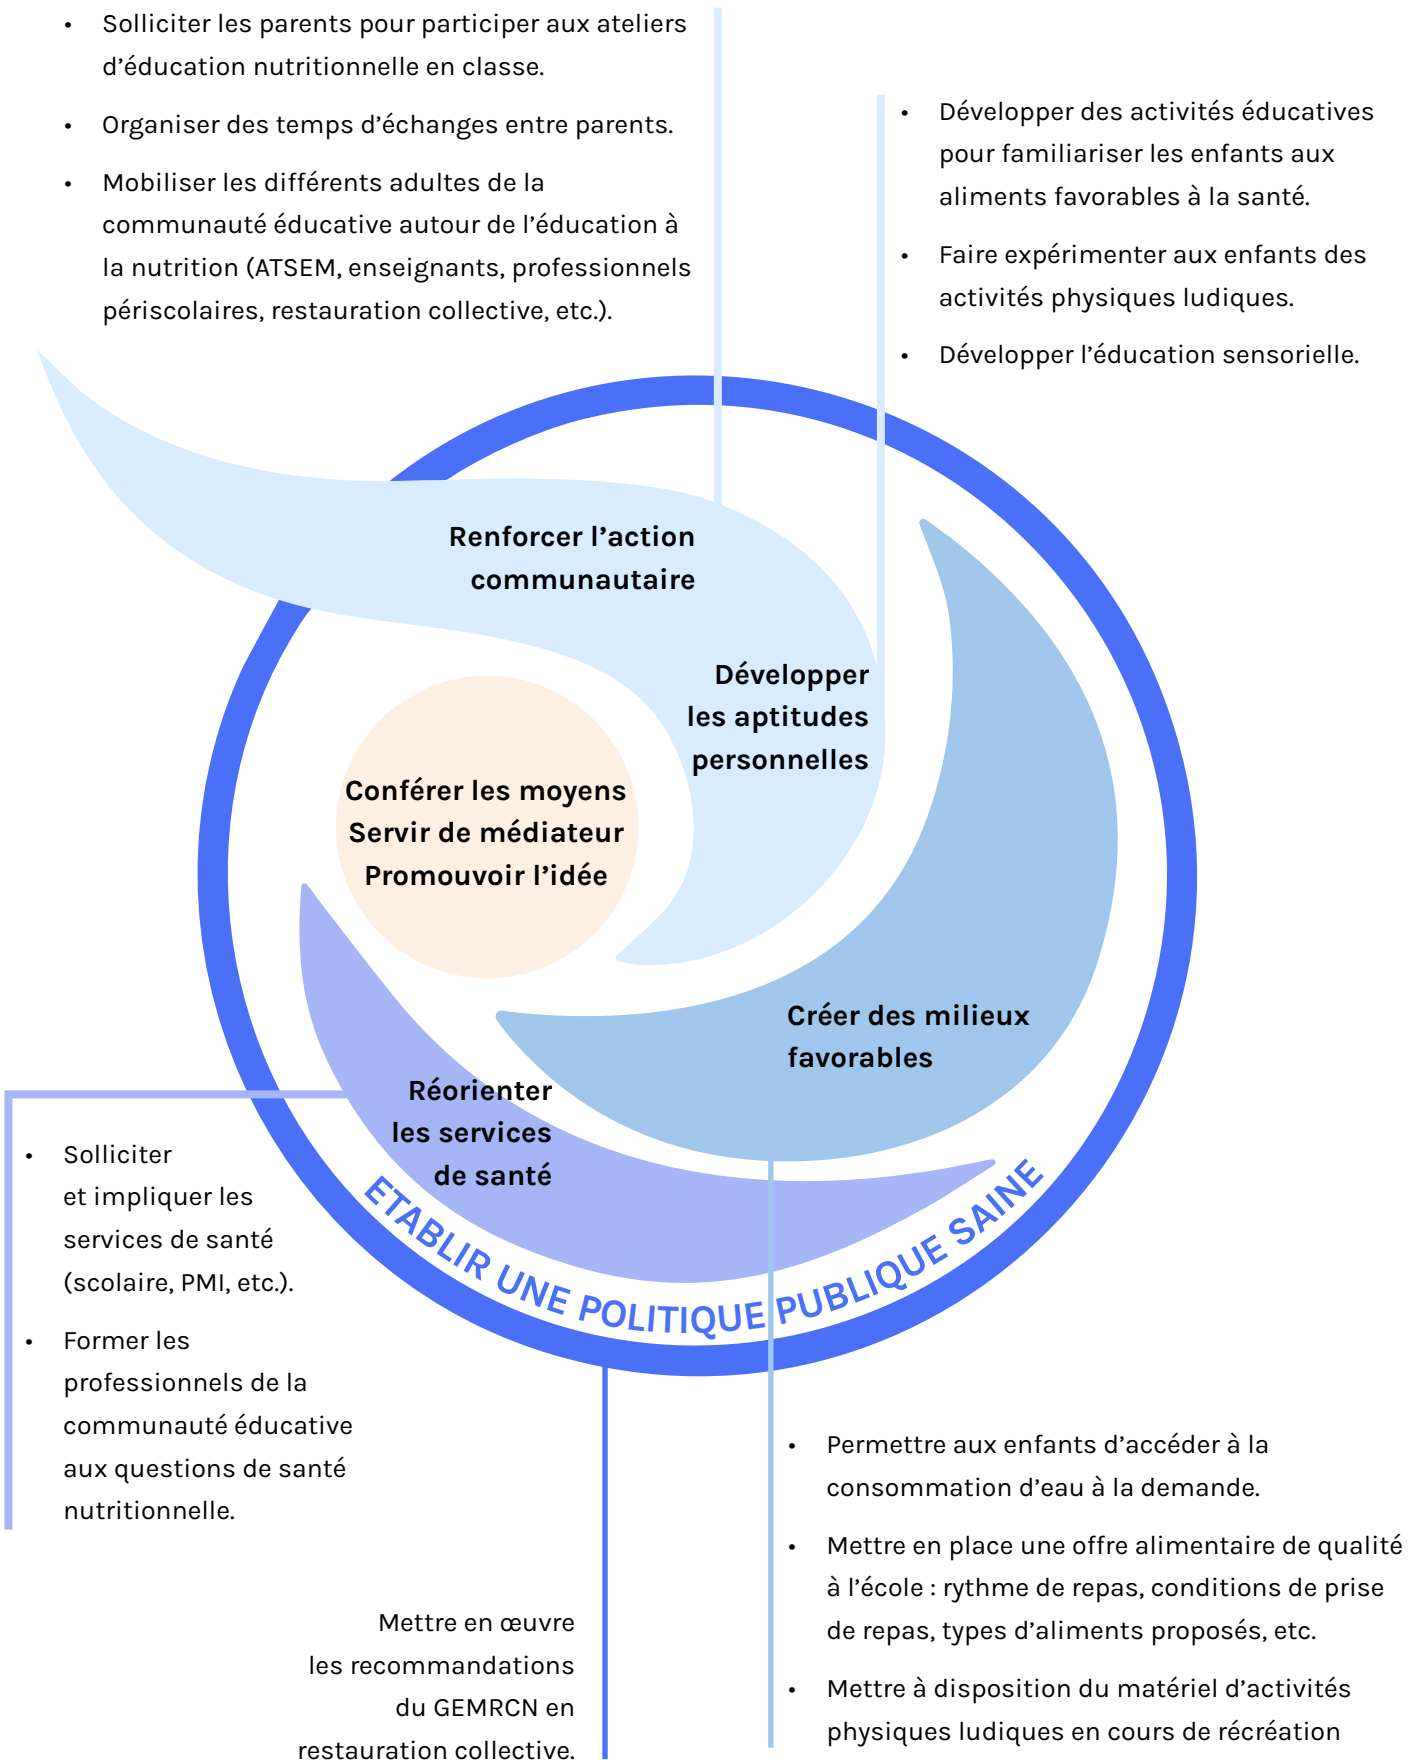 • Solliciter les parents pour participer aux ateliers
d’éducation nutritionnelle en classe.
• Organiser des temps d’échanges entre parents.
• Mobiliser les différents adultes de la
communauté éducative autour de l’éducation à
la nutrition (ATSEM, enseignants, professionnels
périscolaires, restauration collective, etc.).
• Développer des activités éducatives
pour familiariser les enfants aux
aliments favorables à la santé.
• Faire expérimenter aux enfants des
activités physiques ludiques.
• Développer l’éducation sensorielle.
Renforcer l’action
communautaire
Développer
les aptitudes
personnelles
Conférer les moyens
Servir de médiateur
Promouvoir l’idée
Créer des milieux
favorables
Réorienter
les services
de santé
ETABLIR UNE POLITIQUE PUBLIQUE SAINE
• Solliciter
et impliquer les
services de santé
(scolaire, PMI, etc.).
• Former les
professionnels de la
communauté éducative
aux questions de santé
nutritionnelle.
Mettre en œuvre
les recommandations
du GEMRCN en
restauration collective.
• Permettre aux enfants d’accéder à la
consommation d’eau à la demande.
• Mettre en place une offre alimentaire de qualité
à l’école : rythme de repas, conditions de prise
de repas, types d’aliments proposés, etc.
• Mettre à disposition du matériel d’activités
physiques ludiques en cours de récréation